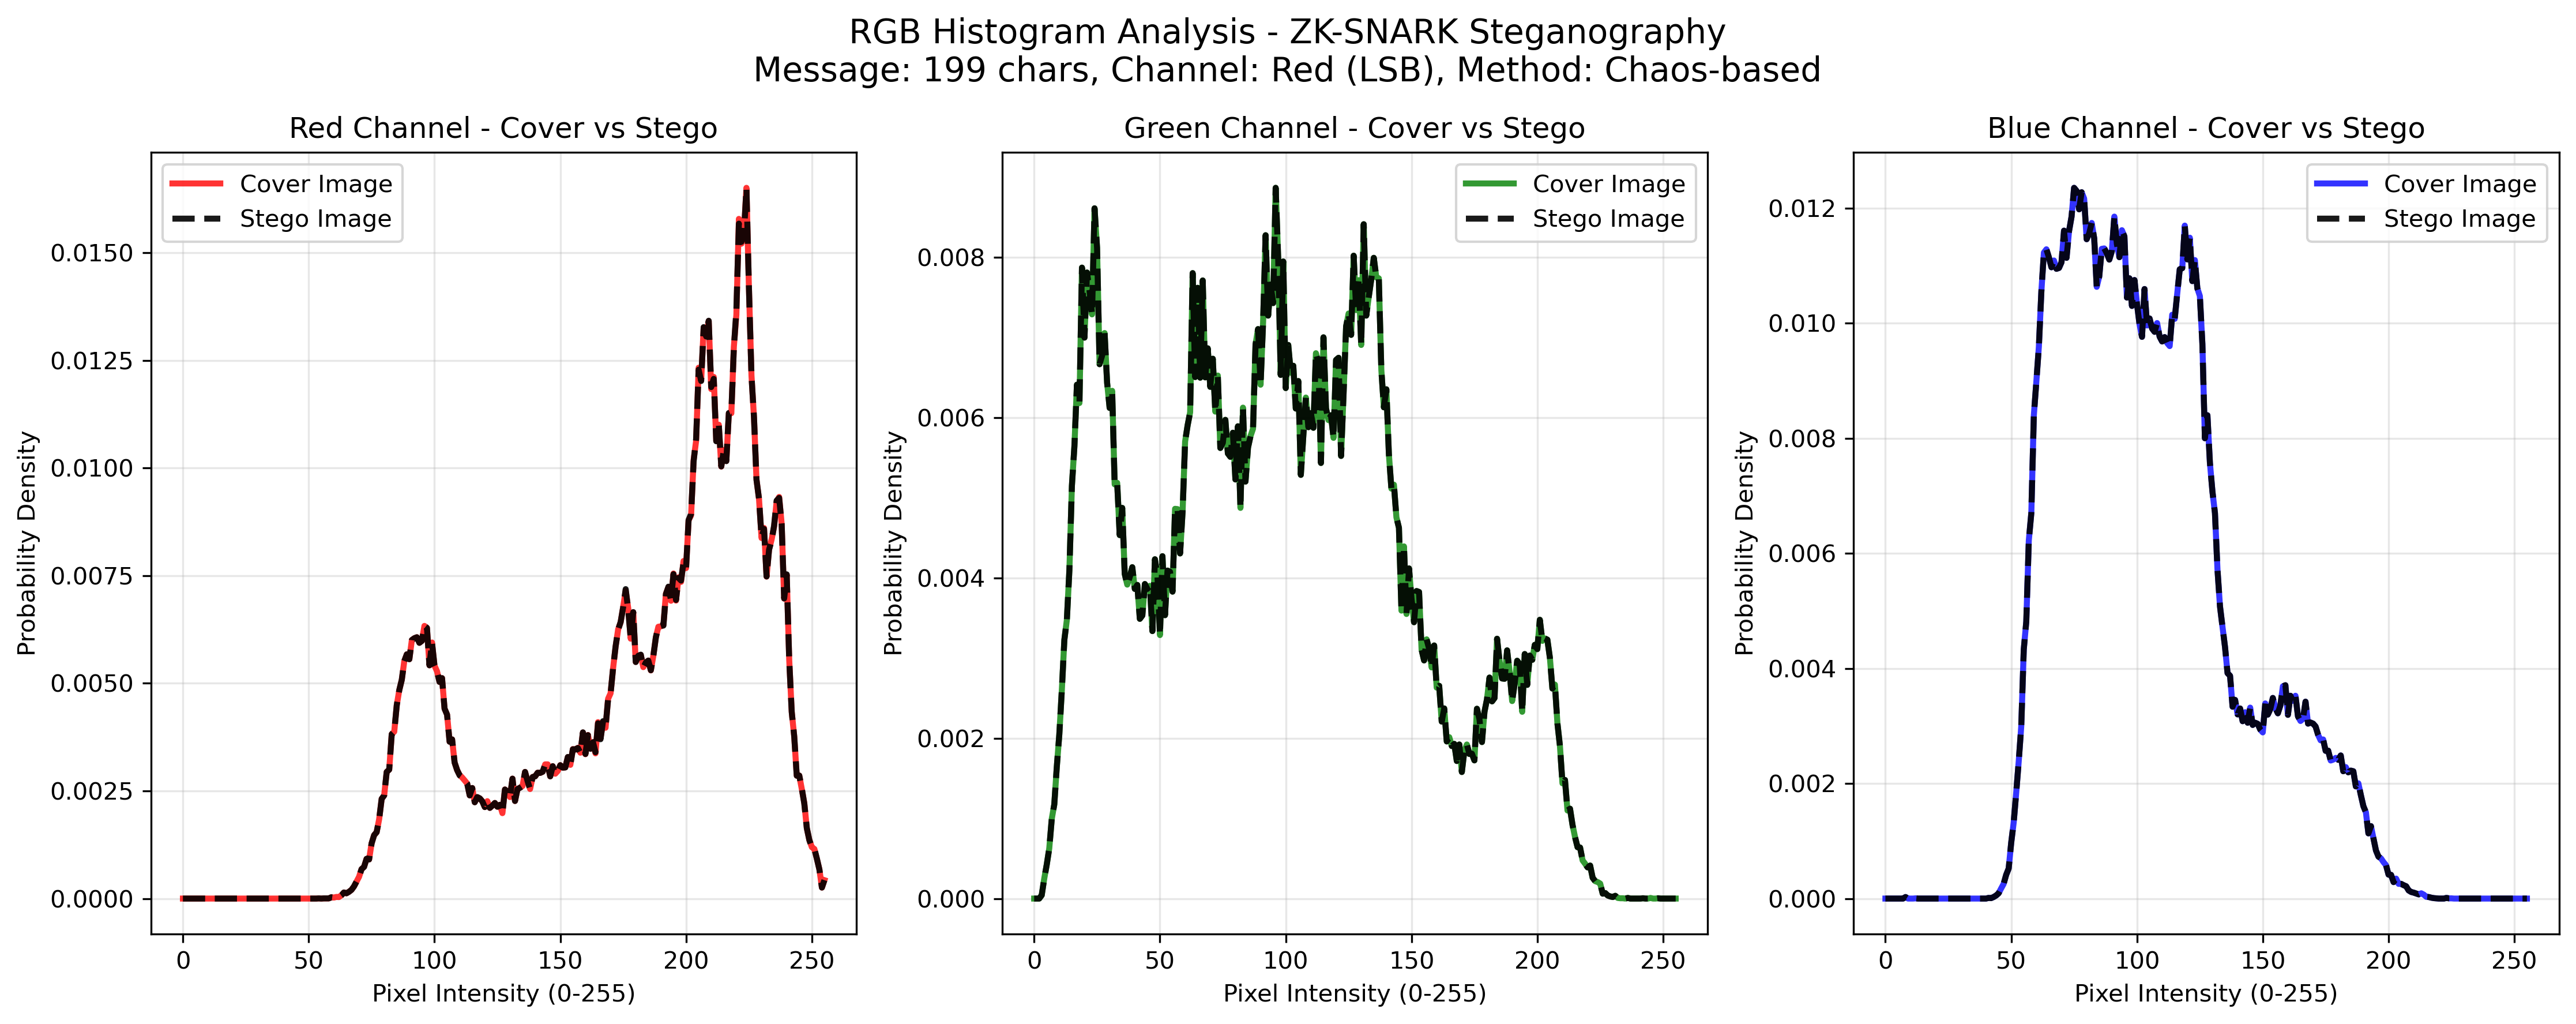 RGB Histogram Analysis - ZK-SNARK Steganography
Message: 199 chars, Channel: Red (LSB), Method: Chaos-based
Red Channel - Cover vs Stego
Cover Image
Stego Image
Probability Density
0.0150
0.0125
0.0100
0.0075
0.0050
0.0025
0.0000
0 50 100 150 200 250
Pixel Intensity (0-255)
Green Channel - Cover vs Stego
Cover Image
Stego Image
Probability Density
0.008
0.006
0.004
0.002
0.000
0 50 100 150 200 250
Pixel Intensity (0-255)
Blue Channel - Cover vs Stego
Cover Image
Stego Image
Probability Density
0.012
0.010
0.008
0.006
0.004
0.002
0.000
0 50 100 150 200 250
Pixel Intensity (0-255)